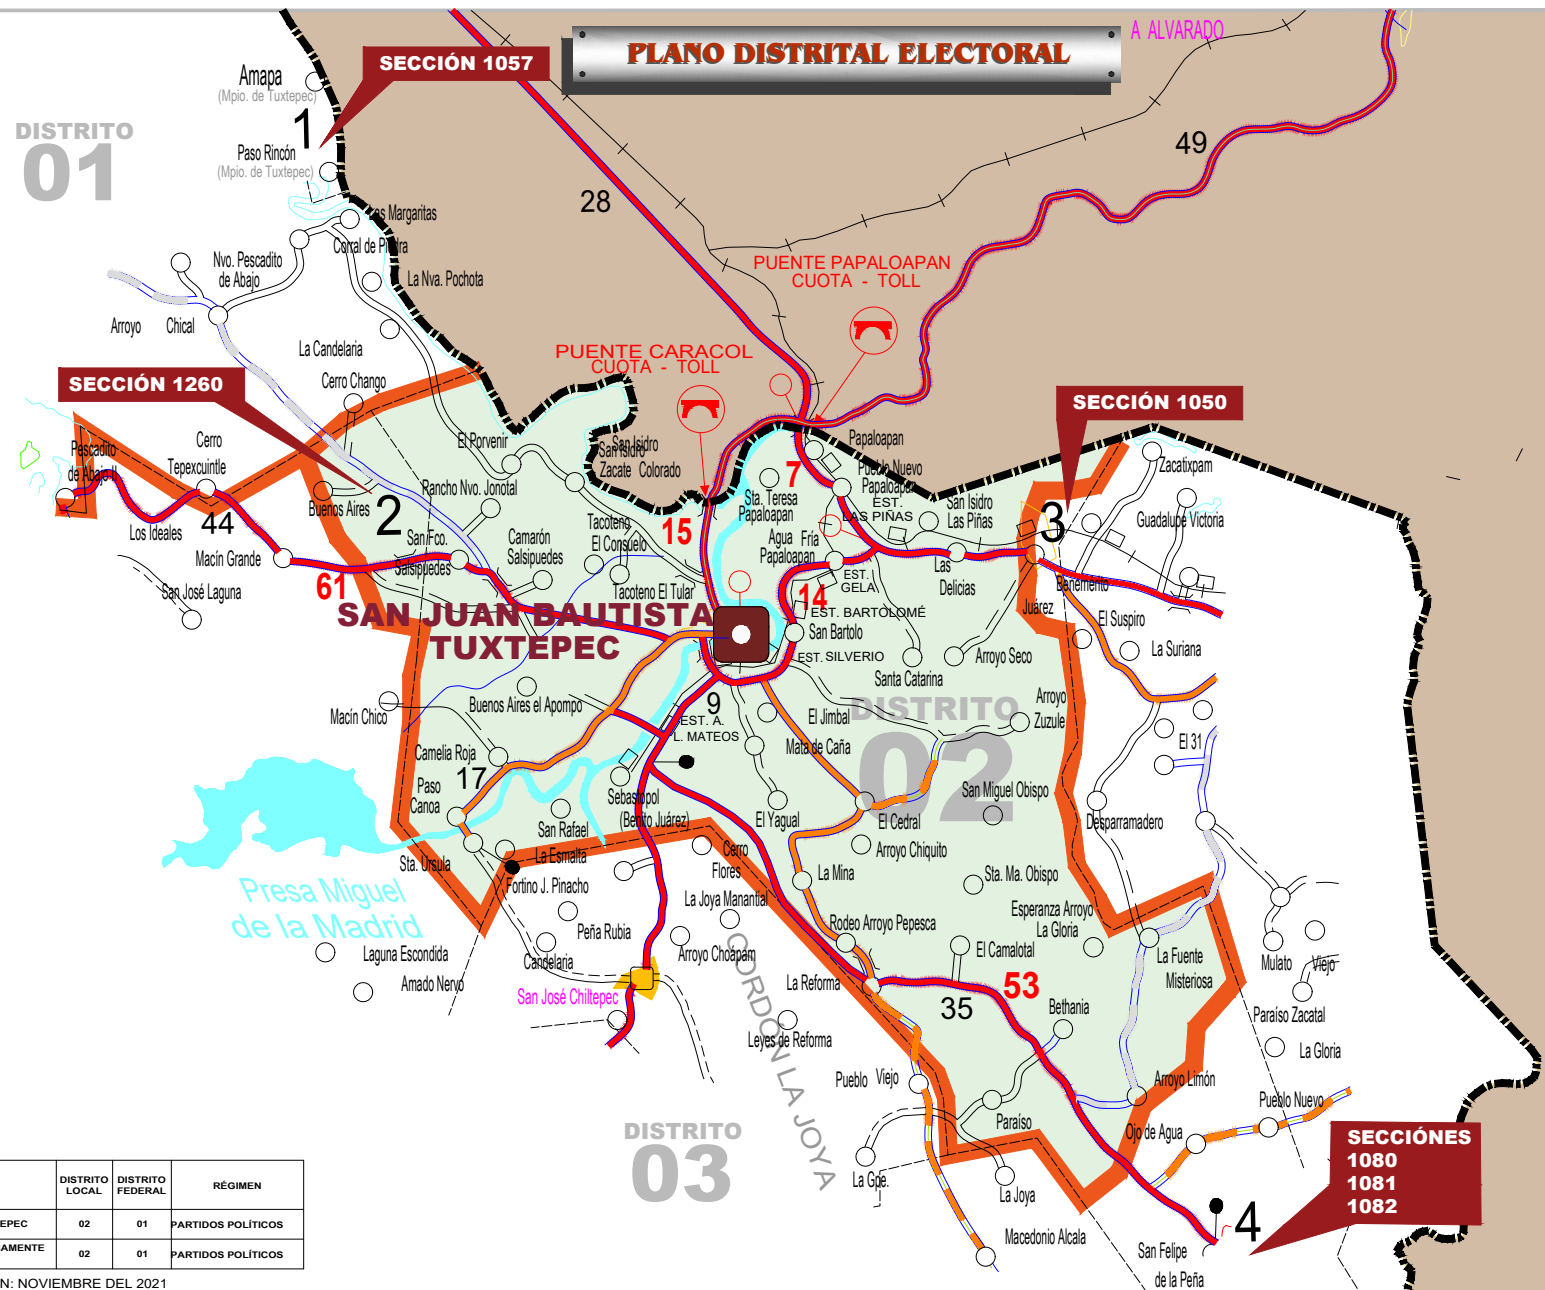 PLANO DISTRITAL ELECTORAL
A ALVARADO
SECCIÓN 1057
Amapa
(Mpio. de Tuxtepec)
1
DISTRITO
01
Paso Rincón
(Mpio. de Tuxtepec)
49
28
Las Margaritas
Corral de Piedra
Nvo. Pescadito
de Abajo
La Nva. Pochota
PUENTE PAPALOAPAN
CUOTA - TOLL
Arroyo Chical
La Candelaria
PUENTE CARACOL
CUOTA - TOLL
SECCIÓN 1260
Cerro Chango
SECCIÓN 1050
Pescadito
de Abajo II
Cerro
Tepexcuintle
El Porvenir
San Isidro
Zacate Colorado
San Isidro
Papaloapan
Pueblo Nuevo
Papaloapan
7
Zacatixpam
Rancho Nvo. Jonotal
Buenos Aires
2
Sta. Teresa
Papaloapan
EST.
LAS PIÑAS
San Isidro
Las Piñas
3
Guadalupe Victoria
Los Ideales
44
Macín Grande
San Fco.
Salsipuedes
Camarón
Salsipuedes
Tacoteno
El Consuelo
15
Agua Fría
Papaloapan
Las
Delicias
61
San José Laguna
Tacoteno El Tular
EST.
GELA
14
Benemérito
Juárez
SAN JUAN BAUTISTA
TUXTEPEC
EST. BARTOLOMÉ
San Bartolo
El Suspiro
EST. SILVERIO
Santa Catarina
Arroyo Seco
La Suriana
Macín Chico
Buenos Aires el Apompo
9
EST. A.
L. MATEOS
El Jimbal
DISTRITO
02
Arroyo
Zuzule
El 31
Mata de Caña
Camelia Roja
17
Paso
Canoa
San Miguel Obispo
Sebastopol
(Benito Juárez)
San Rafael
El Yagual
El Cedral
Desparramadero
Sta. Ursula
La Esmalta
Cerro
Flores
Arroyo Chiquito
Presa Miguel
de la Madrid
Fortino J. Pinacho
La Mina
Sta. Ma. Obispo
La Joya Manantial
Peña Rubia
Rodeo Arroyo Pepesca
Esperanza Arroyo
La Gloria
Laguna Escondida
Candelaria
Arroyo Choápam
El Camalotal
La Fuente
Misteriosa
Mulato
Viejo
Amado Nervo
San José Chiltepec
La Reforma
53
35
Bethania
CORDON LA JOYA
Leyes de Reforma
Paraíso Zacatal
La Gloria
Pueblo Viejo
Arroyo Limón
Pueblo Nuevo
Paraíso
Ojo de Agua
DISTRITO
03
SECCIÓNES
1080
1081
1082
La Gpe.
La Joya
4
Macedonio Alcala
San Felipe
de la Peña
DISTRITO LOCAL DISTRITO FEDERAL RÉGIMEN
EPEC 02 01 PARTIDOS POLÍTICOS
CAMENTE 02 01 PARTIDOS POLÍTICOS
N: NOVIEMBRE DEL 2021